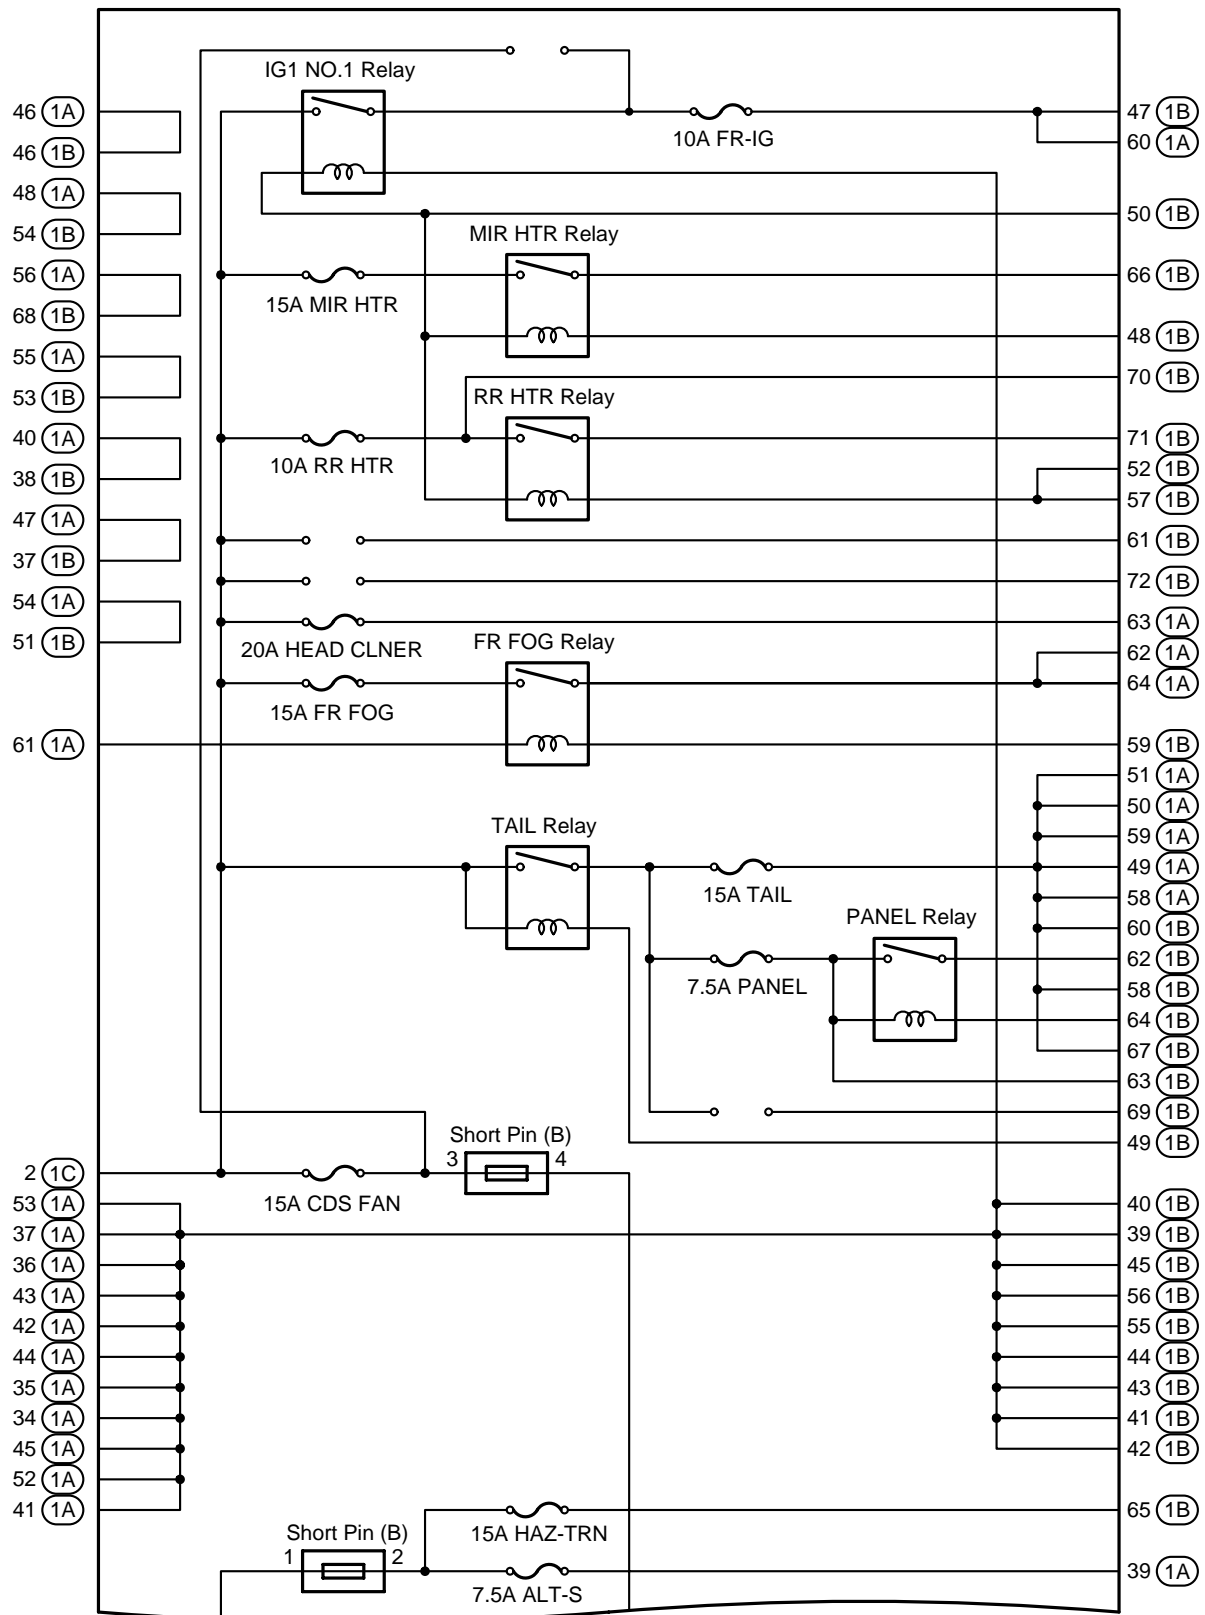 IG1 NO.1 Relay
46 1A
10A FR-IG
47 1B
60 1A
46 1B
48 1A
50 1B
54 1B
MIR HTR Relay
56 1A
15A MIR HTR
66 1B
68 1B
48 1B
55 1A
70 1B
53 1B
RR HTR Relay
40 1A
10A RR HTR
71 1B
52 1B
38 1B
57 1B
47 1A
61 1B
37 1B
72 1B
54 1A
20A HEAD CLNER
63 1A
51 1B
FR FOG Relay
62 1A
15A FR FOG
64 1A
61 1A
59 1B
51 1A
50 1A
TAIL Relay
59 1A
15A TAIL
49 1A
58 1A
PANEL Relay
60 1B
7.5A PANEL
62 1B
58 1B
64 1B
67 1B
63 1B
69 1B
Short Pin (B)
49 1B
3 4
2 1C
15A CDS FAN
53 1A
40 1B
37 1A
39 1B
36 1A
45 1B
43 1A
56 1B
42 1A
55 1B
44 1A
44 1B
35 1A
43 1B
34 1A
41 1B
45 1A
42 1B
52 1A
41 1A
15A HAZ-TRN
65 1B
Short Pin (B)
1 2
7.5A ALT-S
39 1A